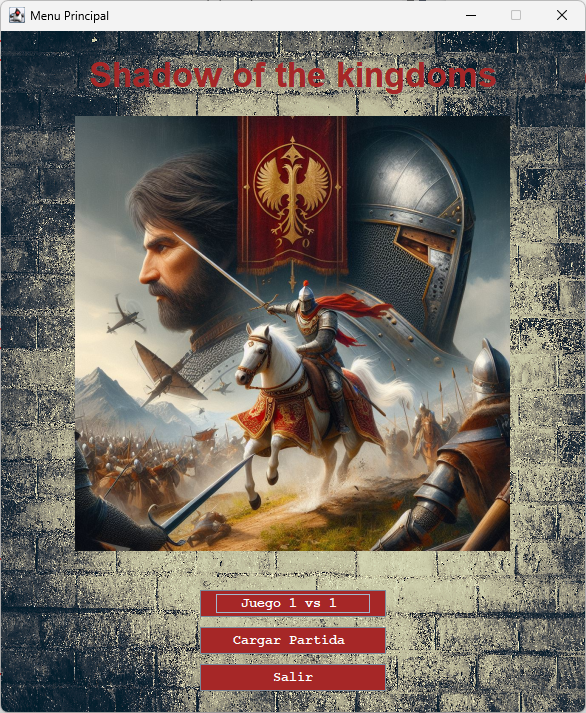 Menu Principal
Shadow of the kingdoms
Juego 1 vs 1
Cargar Partida
Salir